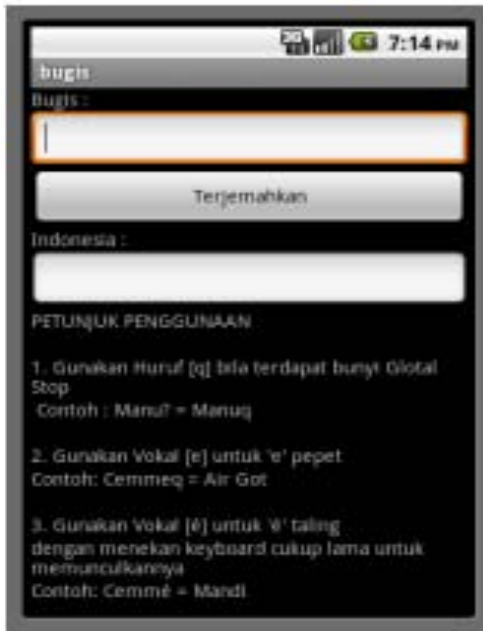 7:14 PM
bugis
Bugis :
Terjemahkan
Indonesia :
PETUNJUK PENGGUNAAN
1. Gunakan Huruf [q] bila terdapat bunyi Glotal
Stop
Contoh : Manu? = Manuq
2. Gunakan Vokal [e] untuk 'e' pepet
Contoh: Cemmeq = Air Got
3. Gunakan Vokal [é] untuk 'é' taling
dengan menekan keyboard cukup lama untuk
memunculkannya
Contoh: Cemmé = Mandi